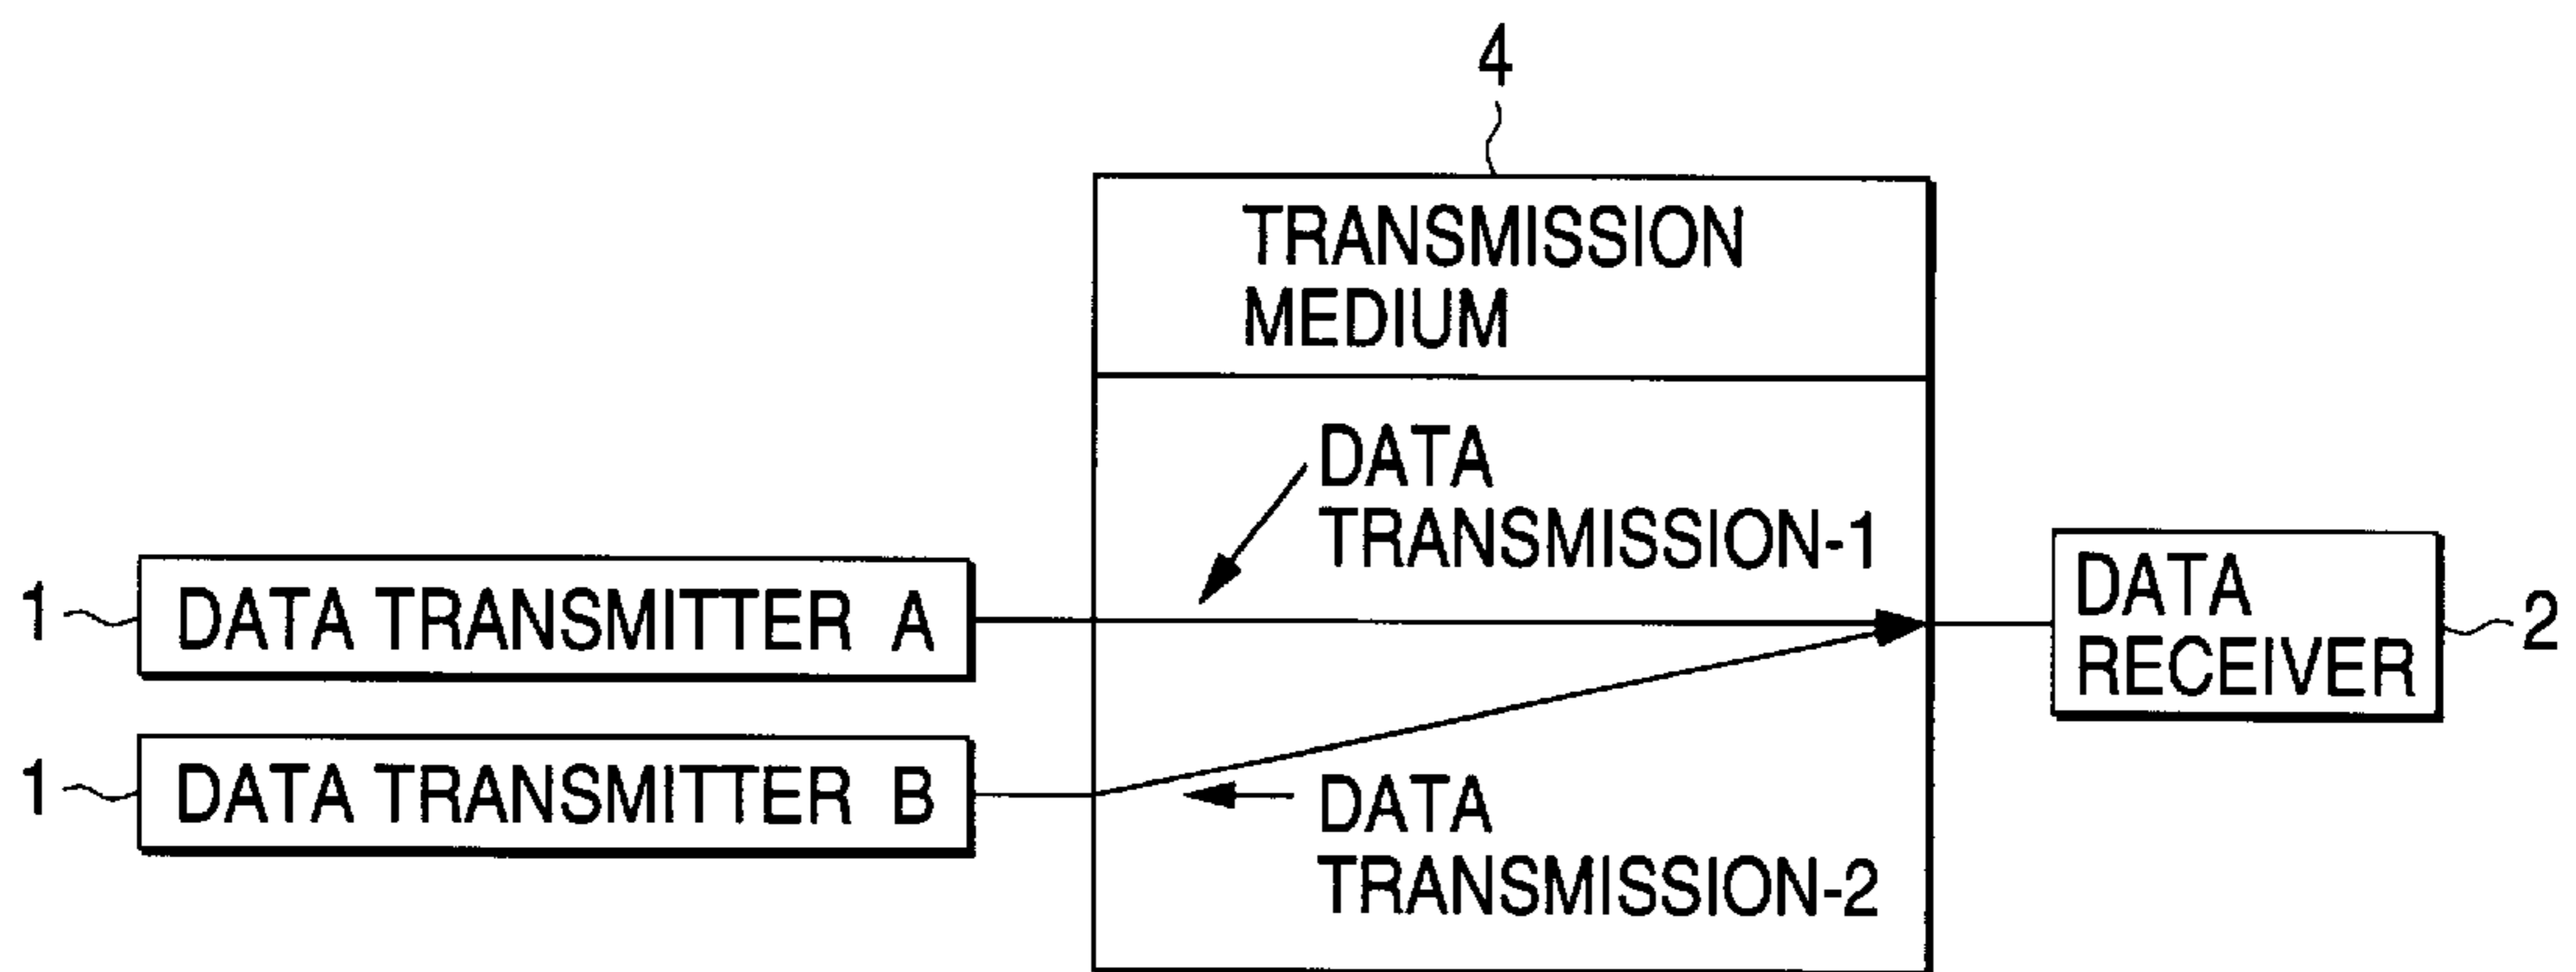 4
TRANSMISSION
MEDIUM
DATA
TRANSMISSION-1
1
DATA TRANSMITTER A
DATA
RECEIVER
2
1
DATA TRANSMITTER B
DATA
TRANSMISSION-2